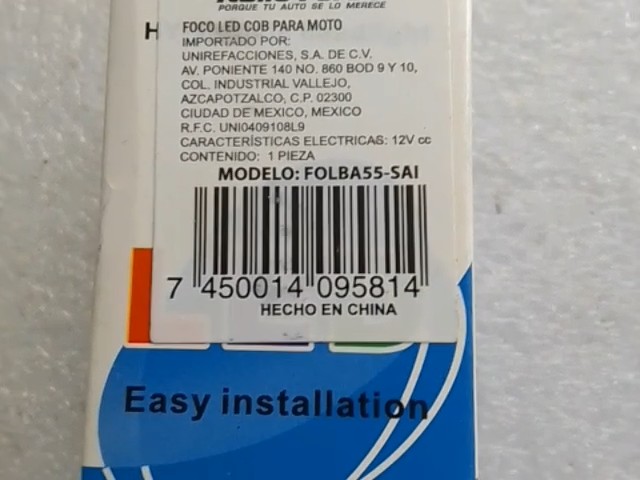 PORQUE TU AUTO SE LO MERECE
H
FOCO LED COB PARA MOTO
IMPORTADO POR:
UNIREFACCIONES, S.A. DE C.V.
AV. PONIENTE 140 NO. 860 BOD 9 Y 10,
COL. INDUSTRIAL VALLEJO,
AZCAPOTZALCO, C.P. 02300
CIUDAD DE MEXICO, MEXICO
R.F.C. UNI0409108L9
CARACTERÍSTICAS ELECTRICAS: 12V cc
CONTENIDO: 1 PIEZA
MODELO: FOLBA55-SAI
7 450014 095814
HECHO EN CHINA
Easy installation